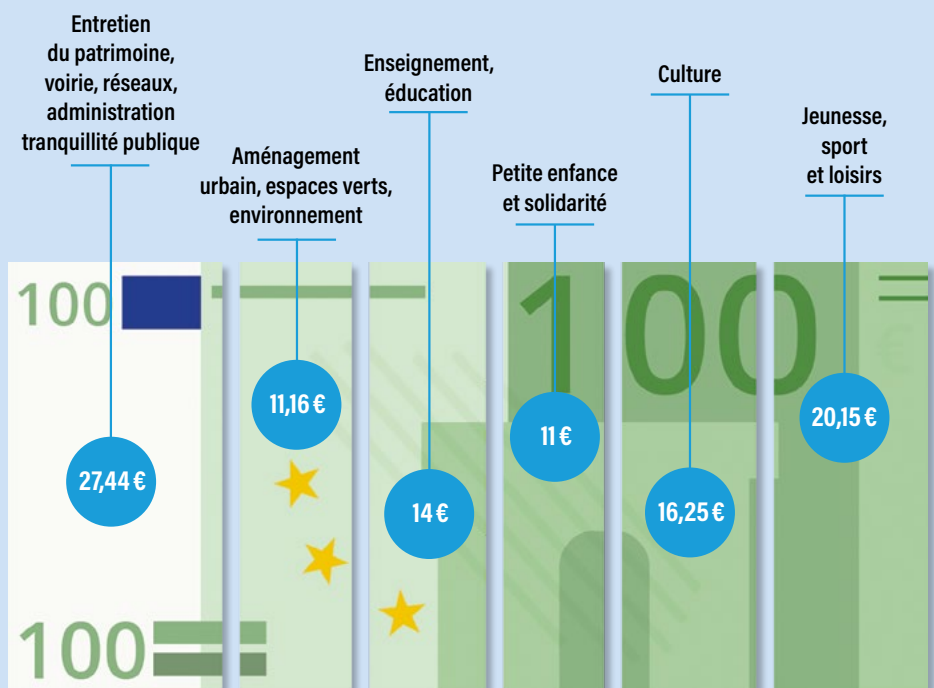 Entretien
du patrimoine,
voirie, réseaux,
administration
tranquillité publique
27,44 €
Aménagement
urbain, espaces verts,
environnement
11,16 €
Enseignement,
éducation
14 €
Petite enfance
et solidarité
11 €
Culture
16,25 €
Jeunesse,
sport
et loisirs
20,15 €
100
100
100
€